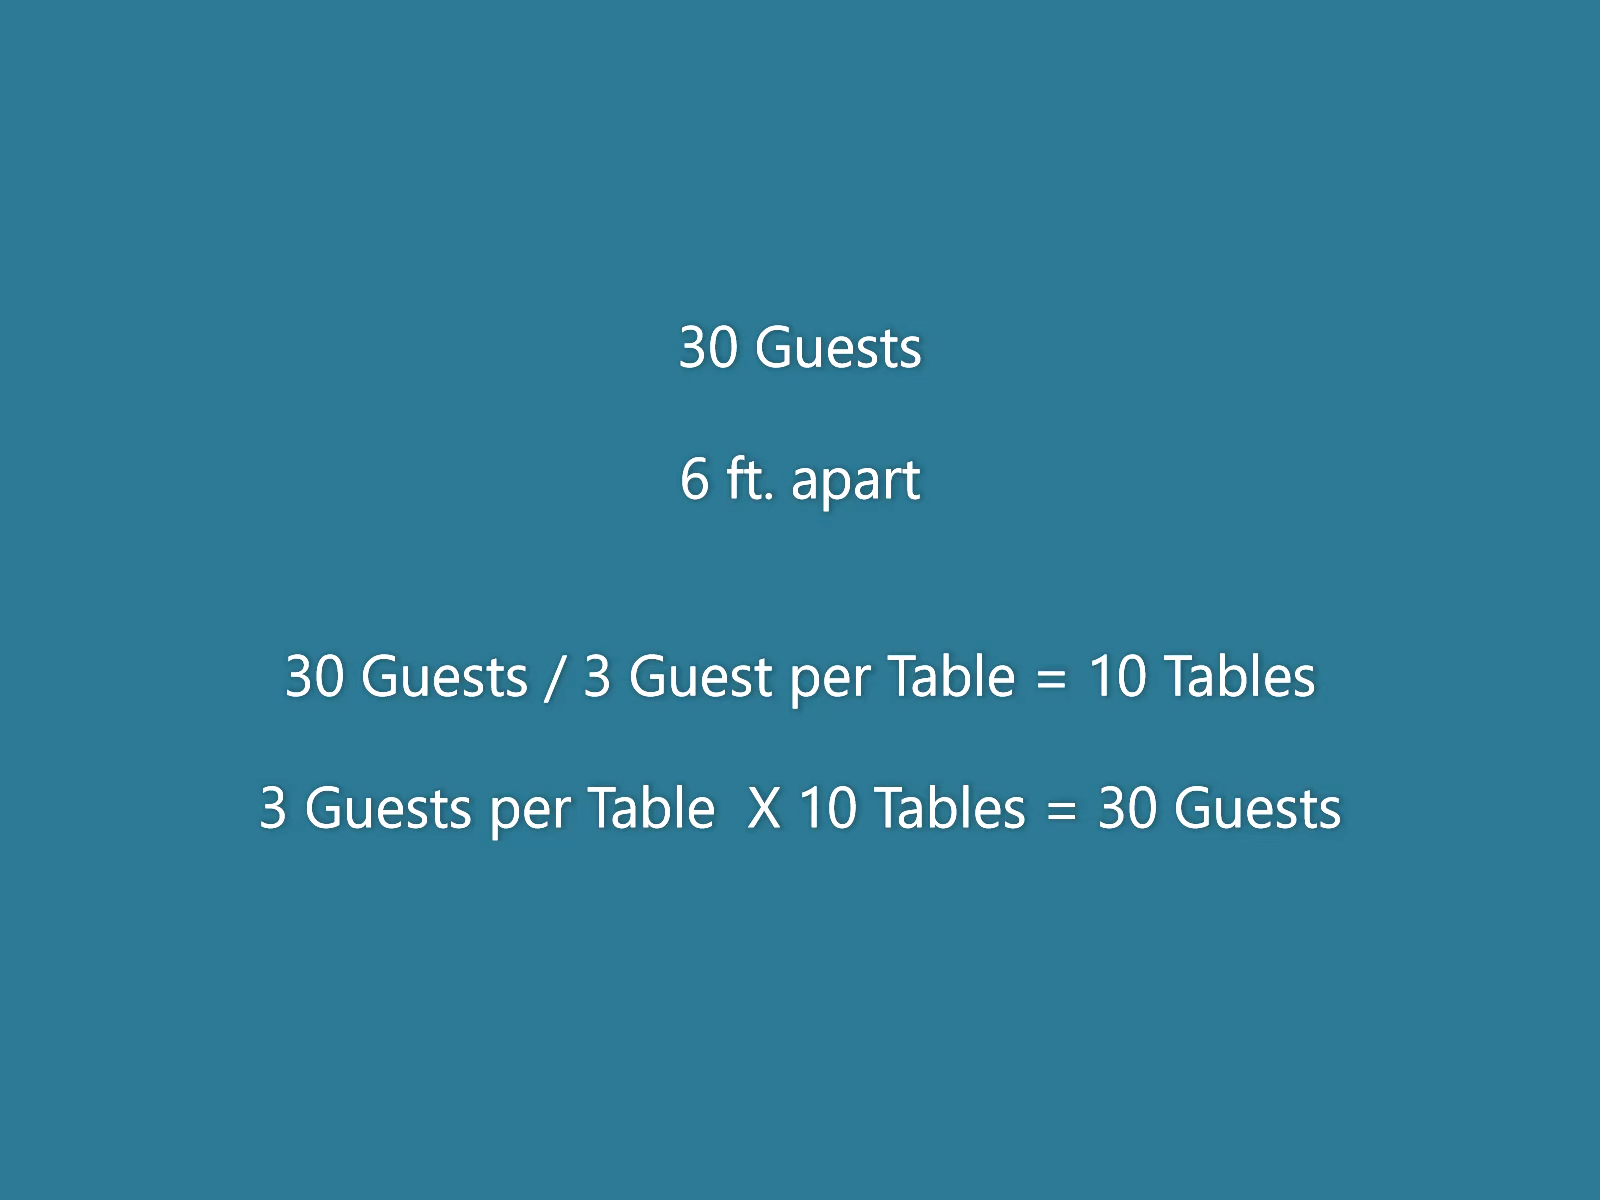 30 Guests
6 ft. apart
30 Guests / 3 Guest per Table = 10 Tables
3 Guests per Table  X 10 Tables = 30 Guests